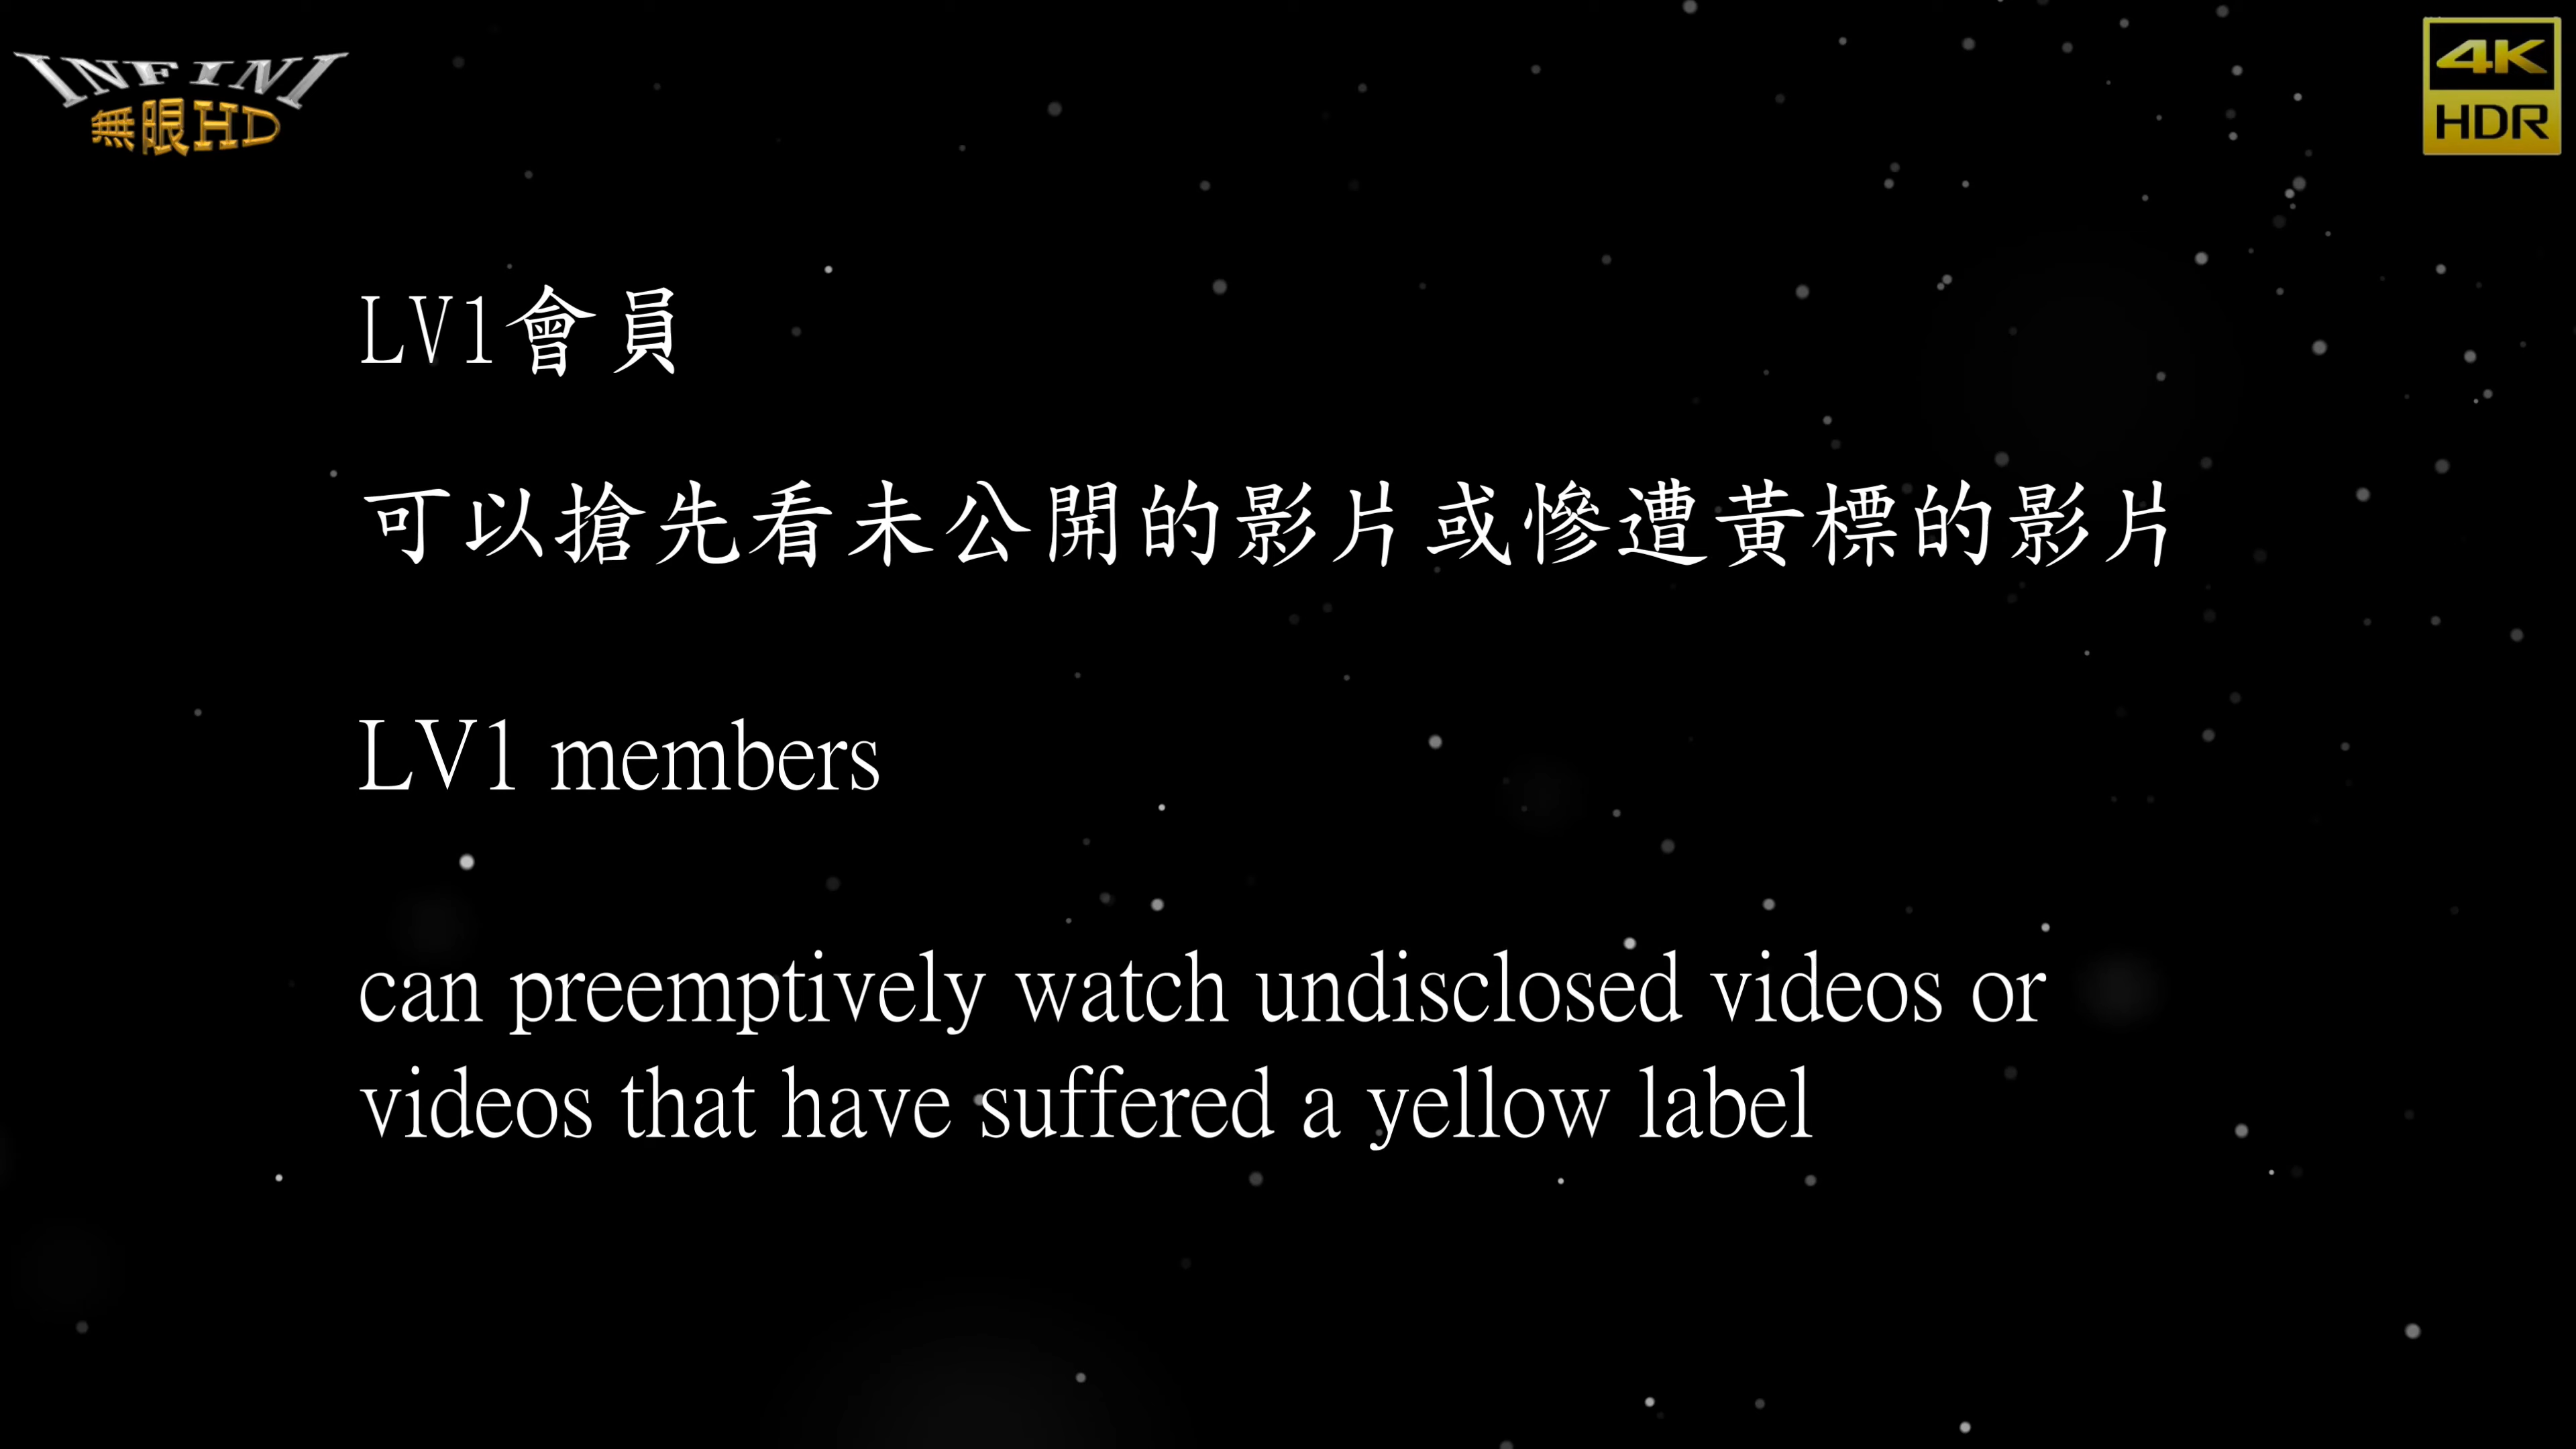 INFINI
無限HD
4K
HDR
LV1會員
可以搶先看未公開的影片或慘遭黃標的影片
LV1 members
can preemptively watch undisclosed videos or
videos that have suffered a yellow label